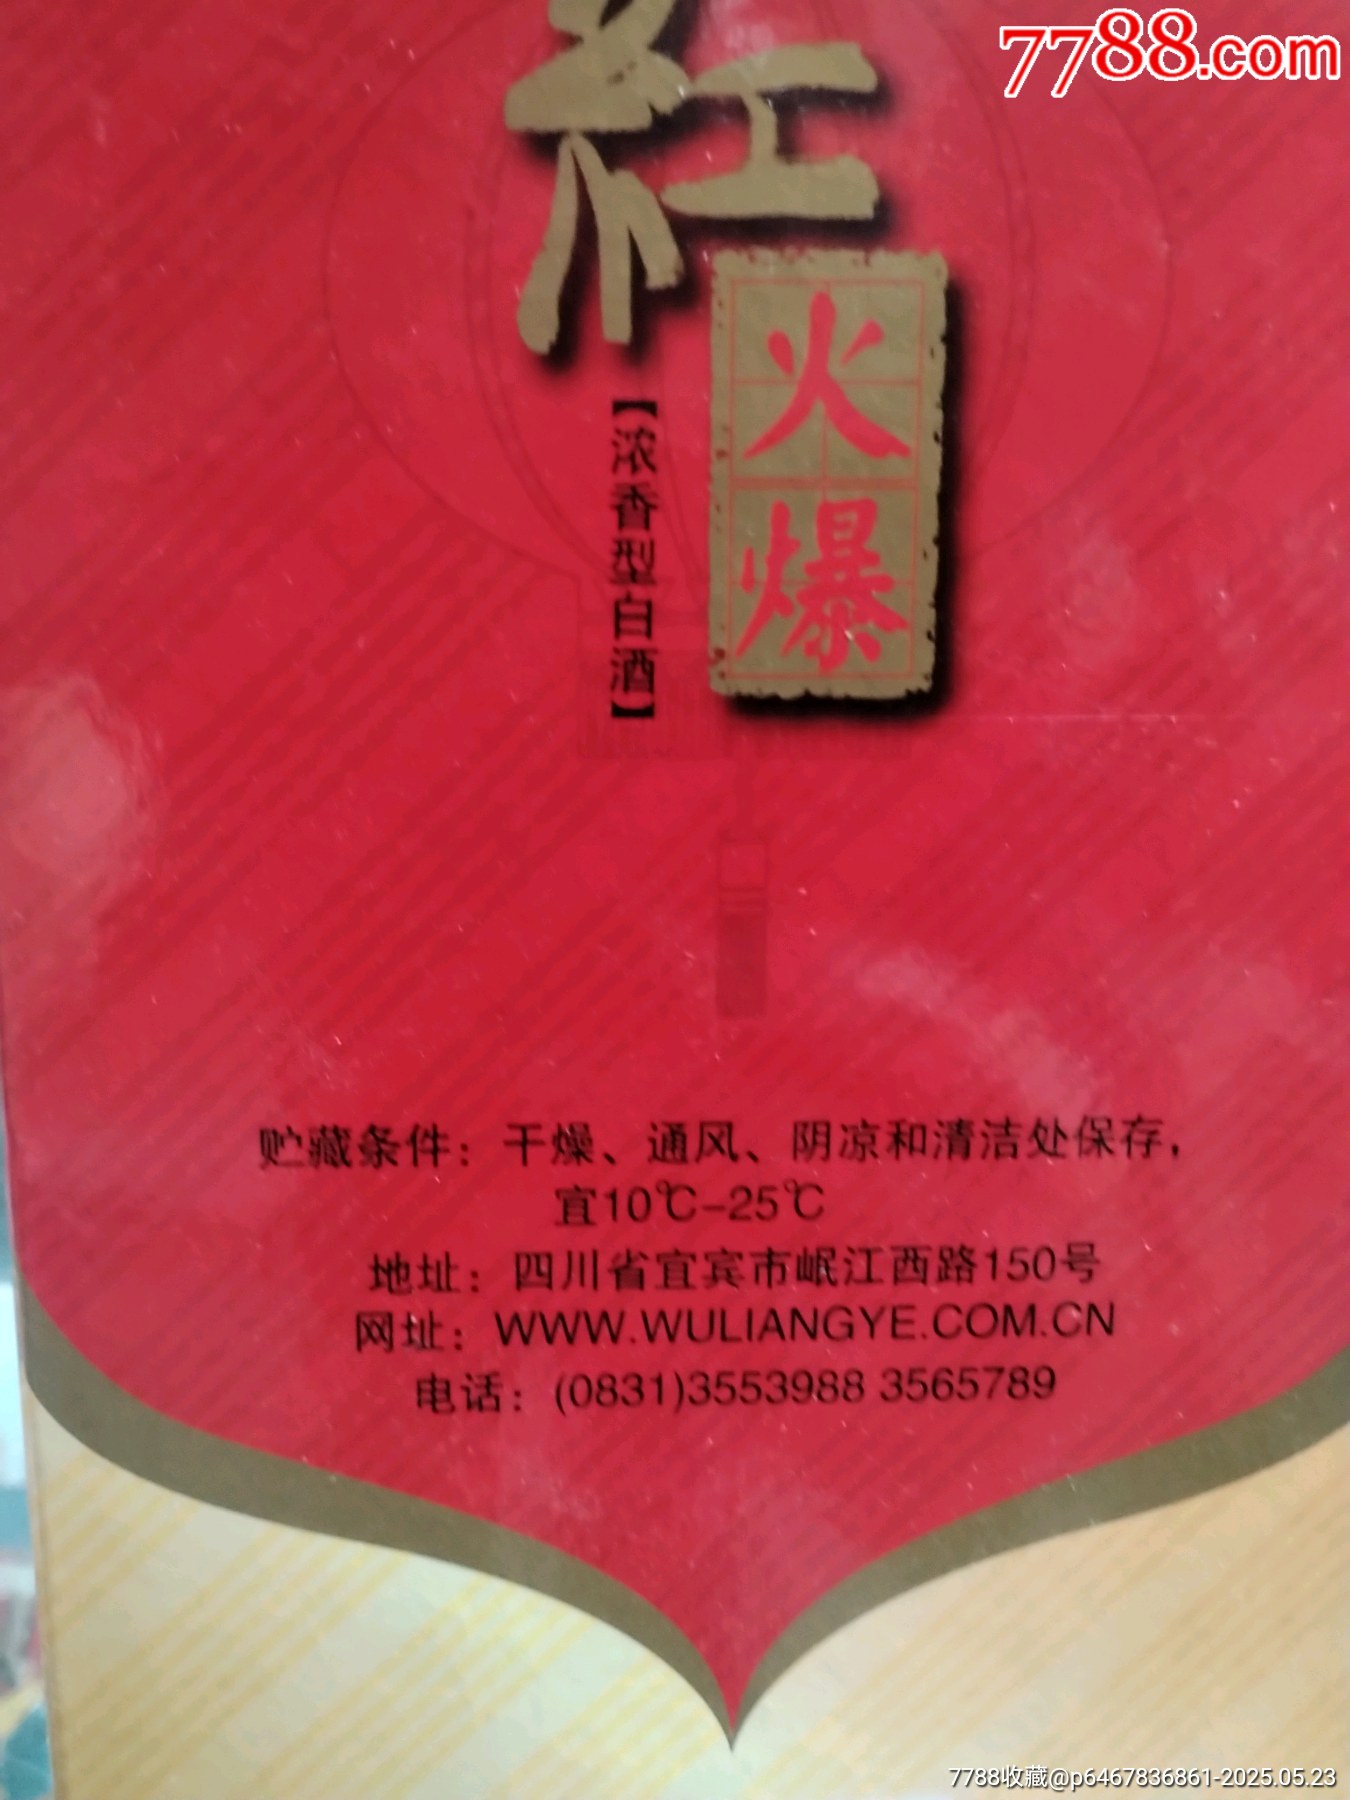 7788.com
红
火爆
【浓香型白酒】
贮藏条件：干燥、通风、阴凉和清洁处保存，
宜10℃-25℃
地址：四川省宜宾市岷江西路150号
网址：WWW.WULIANGYE.COM.CN
电话：(0831)3553988 3565789
7788收藏@p6467836861-2025.05.23